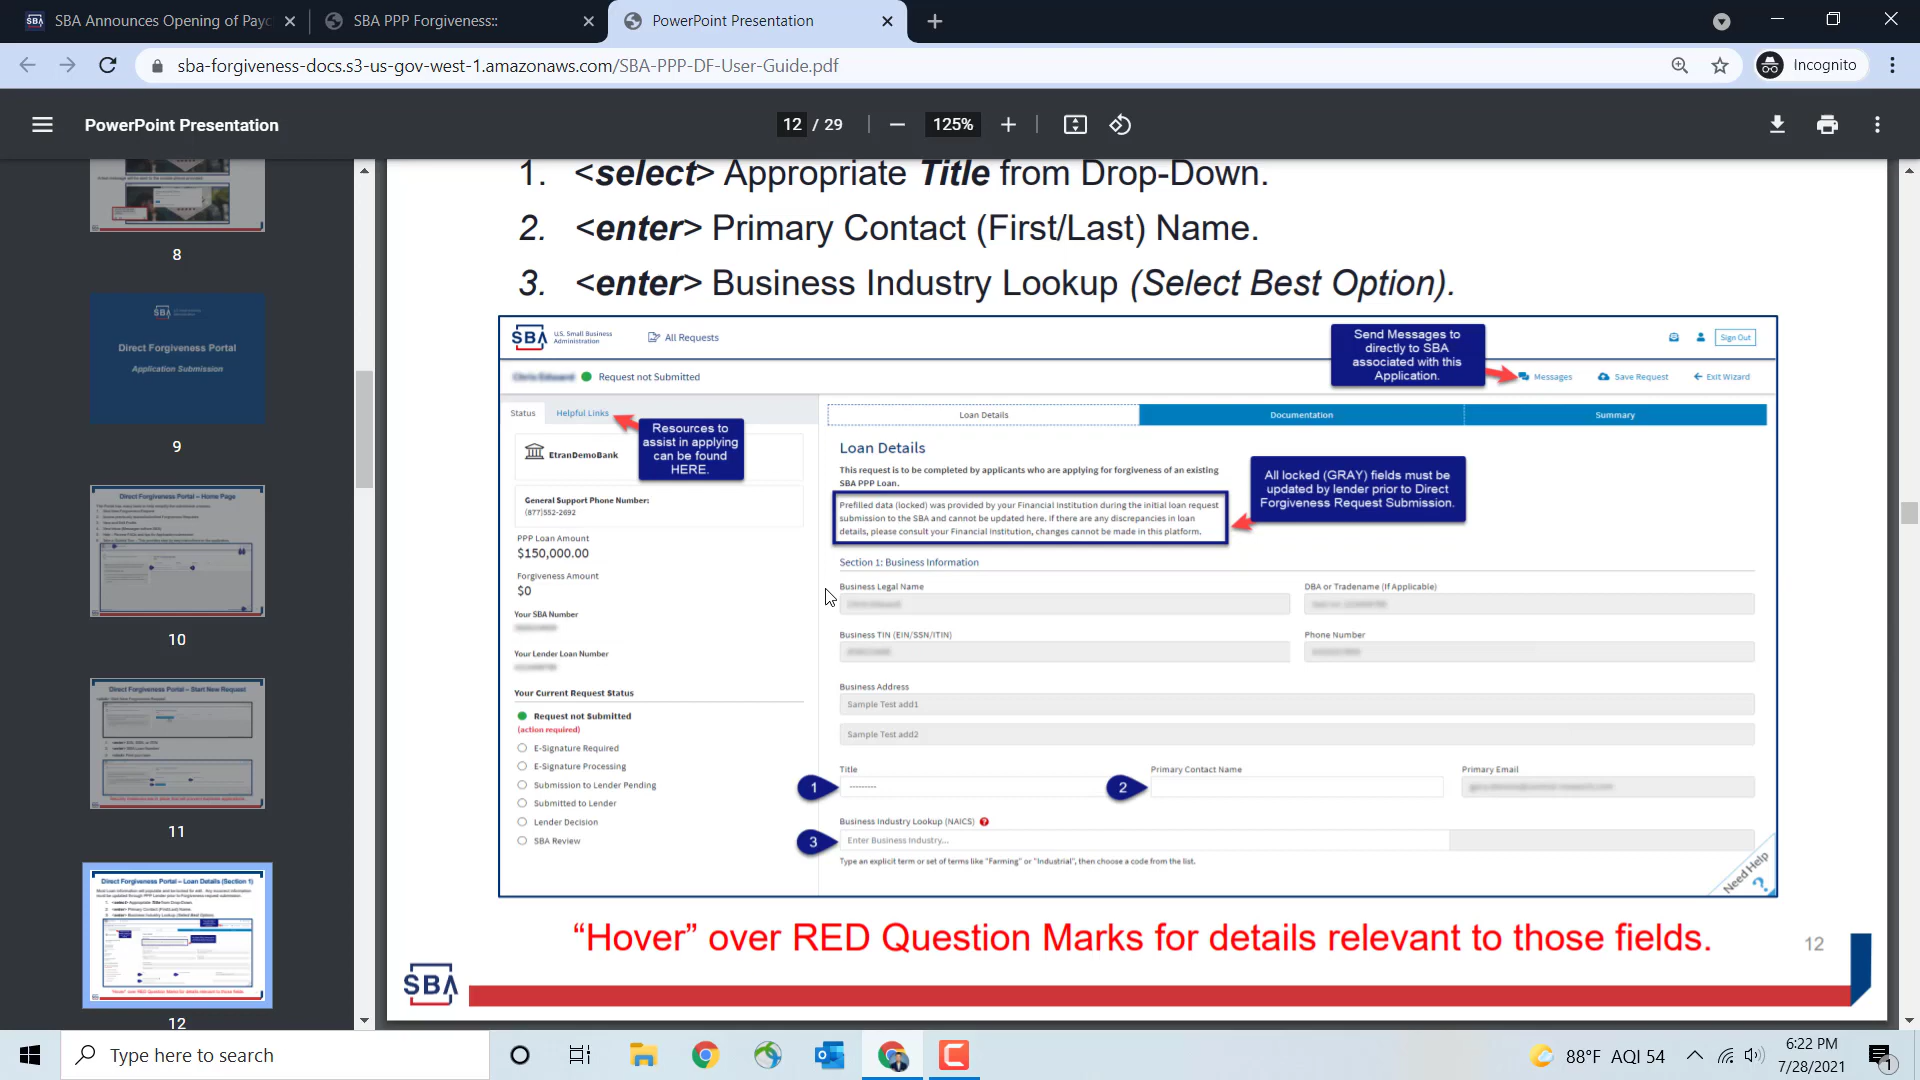 SBA Announces Opening of Payc
SBA PPP Forgiveness::
PowerPoint Presentation
sba-forgiveness-docs.s3-us-gov-west-1.amazonaws.com/SBA-PPP-DF-User-Guide.pdf
Incognito
PowerPoint Presentation
12 / 29
125%
8
SBA
Direct Forgiveness Portal
Application Submission
9
Direct Forgiveness Portal – Home Page
10
Direct Forgiveness Portal – Start New Request
11
Direct Forgiveness Portal – Loan Details (Section 1)
12
1. <select> Appropriate Title from Drop-Down.
2. <enter> Primary Contact (First/Last) Name.
3. <enter> Business Industry Lookup (Select Best Option).
SBA
U.S. Small Business
Administration
All Requests
Send Messages to
directly to SBA
associated with this
Application.
Sign Out
Request not Submitted
Messages
Save Request
Exit Wizard
Status
Helpful Links
Resources to
assist in applying
can be found
HERE.
EtranDemoBank
General Support Phone Number:
(877)552-2692
PPP Loan Amount
$150,000.00
Forgiveness Amount
$0
Your SBA Number
Your Lender Loan Number
Your Current Request Status
Request not Submitted
(action required)
E-Signature Required
E-Signature Processing
Submission to Lender Pending
Submitted to Lender
Lender Decision
SBA Review
Loan Details
Documentation
Summary
Loan Details
This request is to be completed by applicants who are applying for forgiveness of an existing
SBA PPP Loan.
Prefilled data (locked) was provided by your Financial Institution during the initial loan request
submission to the SBA and cannot be updated here. If there are any discrepancies in loan
details, please consult your Financial Institution, changes cannot be made in this platform.
All locked (GRAY) fields must be
updated by lender prior to Direct
Forgiveness Request Submission.
Section 1: Business Information
Business Legal Name
DBA or Tradename (If Applicable)
Business TIN (EIN/SSN/ITIN)
Phone Number
Business Address
Sample Test add1
Sample Test add2
Title
Primary Contact Name
Primary Email
1
---------
2
Business Industry Lookup (NAICS)
3
Enter Business Industry...
Type an explicit term or set of terms like "Farming" or "Industrial", then choose a code from the list.
Need Help
?
“Hover” over RED Question Marks for details relevant to those fields.
12
SBA
Type here to search
88°F AQI 54
6:22 PM
7/28/2021
1